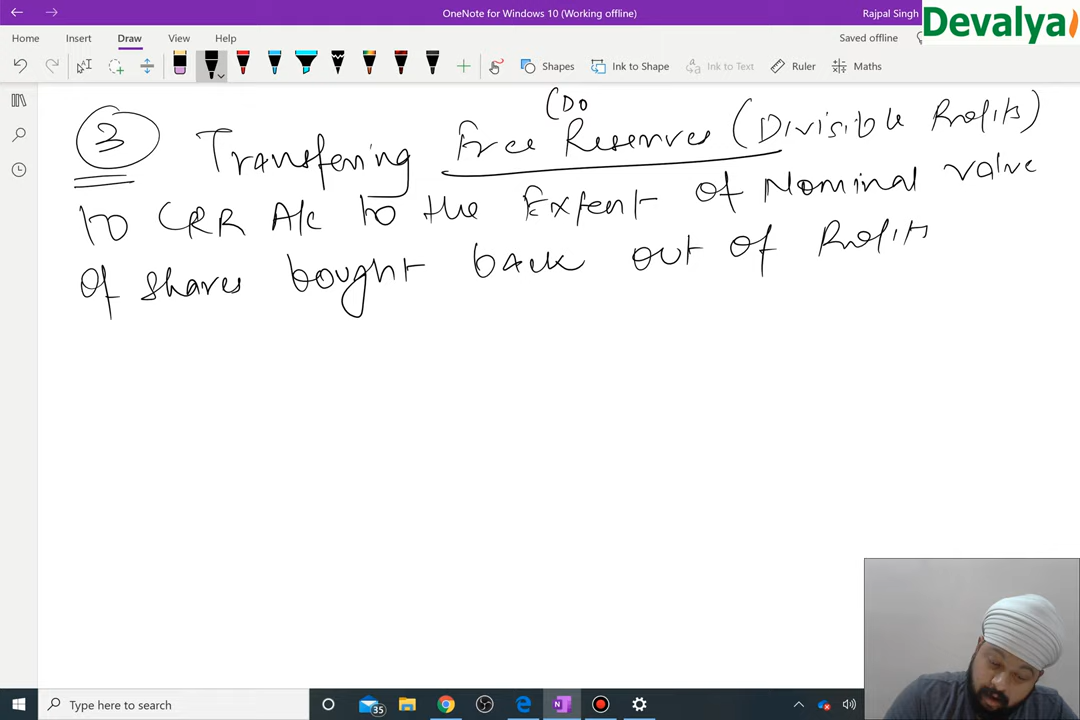 OneNote for Windows 10 (Working offline)
Rajpal Singh
Devalya
Home Insert Draw View Help
Saved offline
Shapes Ink to Shape Ink to Text Ruler Maths
(DO
3 Transferring Free Reserves (Divisible Profits)
to CRR A/c to the Extent of Nominal value
of shares bought back out of Profits
Type here to search
35